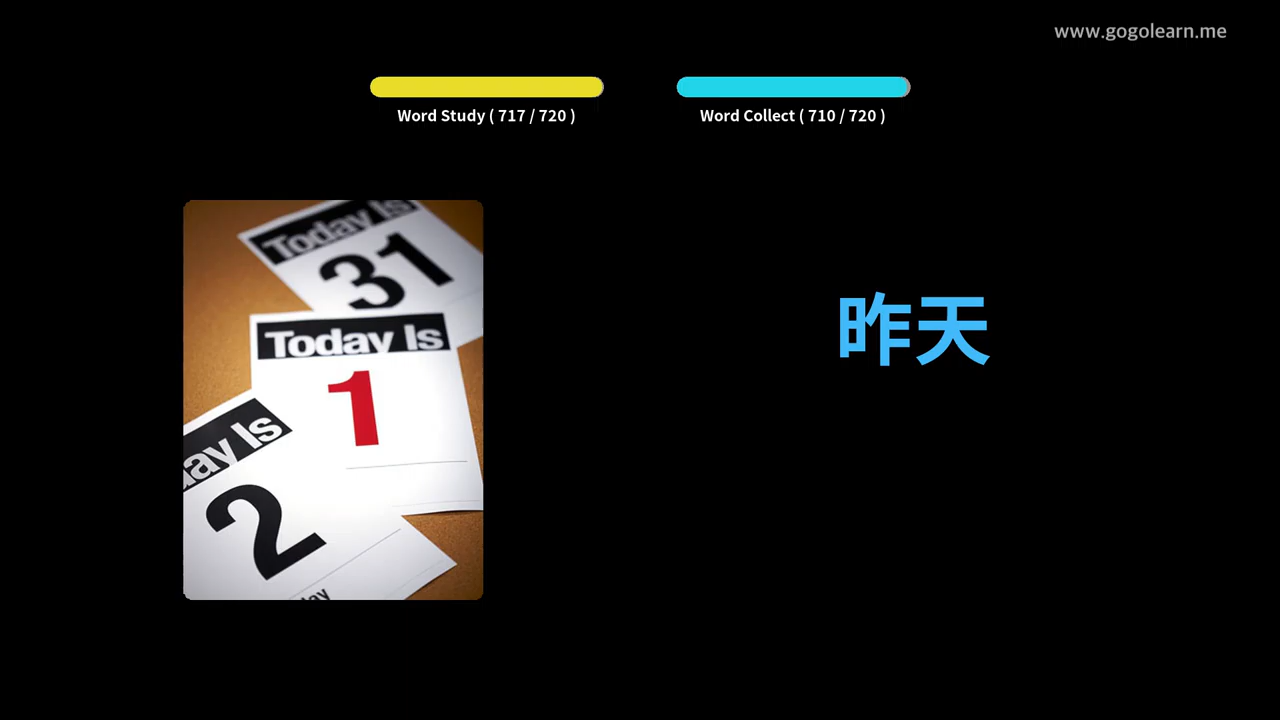 www.gogolearn.me
Word Study ( 717 / 720 )
Word Collect ( 710 / 720 )
Today Is
31
Today Is
1
ay Is
2
昨天